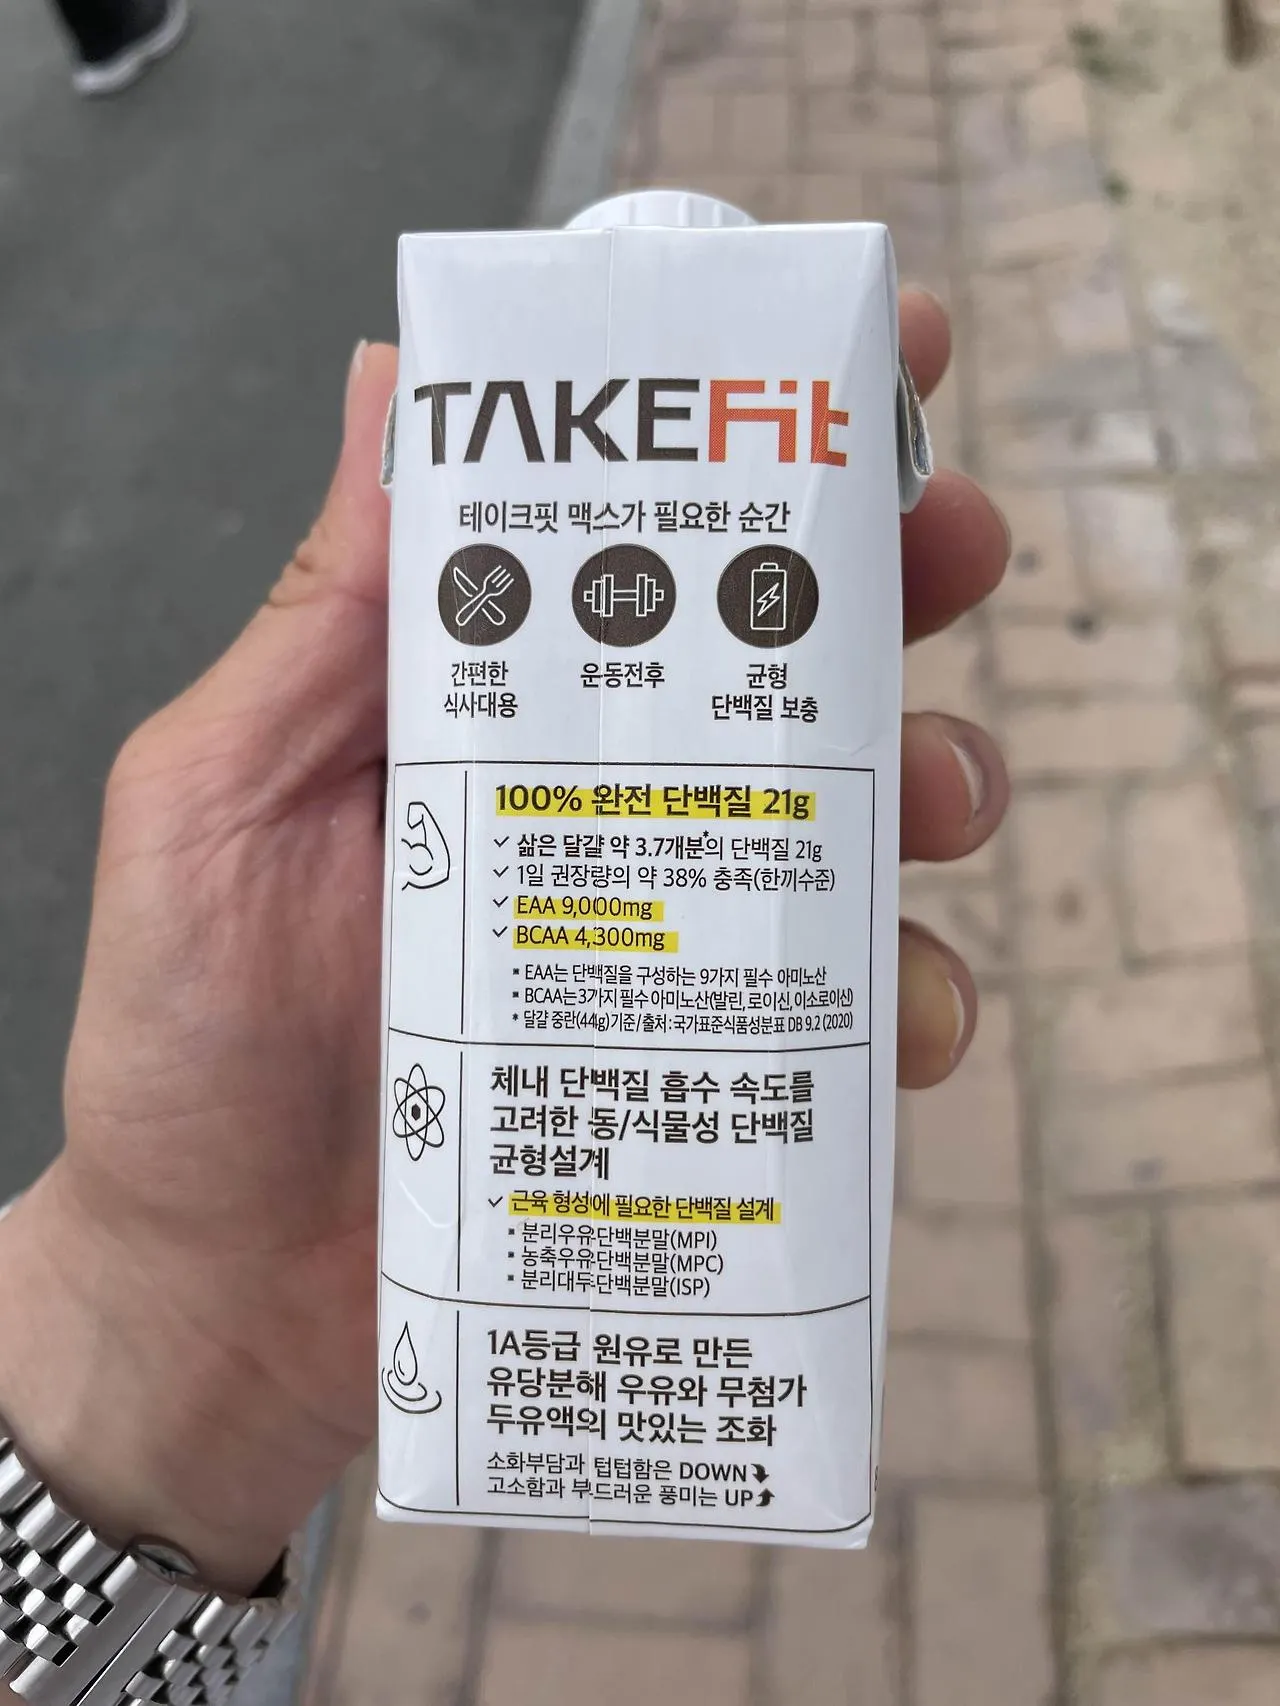 TAKEFit
테이크핏 맥스가 필요한 순간
간편한
식사대용
운동전후
균형
단백질 보충
100% 완전 단백질 21g
✓ 삶은 달걀 약 3.7개분*의 단백질 21g
✓ 1일 권장량의 약 38% 충족(한끼수준)
✓ EAA 9,000mg
✓ BCAA 4,300mg
▪ EAA는 단백질을 구성하는 9가지 필수 아미노산
▪ BCAA는 3가지 필수 아미노산(발린, 로이신, 이소로이신)
* 달걀 중란(44g)기준/출처:국가표준식품성분표 DB 9.2 (2020)
체내 단백질 흡수 속도를
고려한 동/식물성 단백질
균형설계
✓ 근육 형성에 필요한 단백질 설계
▪ 분리우유단백분말(MPI)
▪ 농축우유단백분말(MPC)
▪ 분리대두단백분말(ISP)
1A등급 원유로 만든
유당분해 우유와 무첨가
두유액의 맛있는 조화
소화부담과 텁텁함은 DOWN
고소함과 부드러운 풍미는 UP